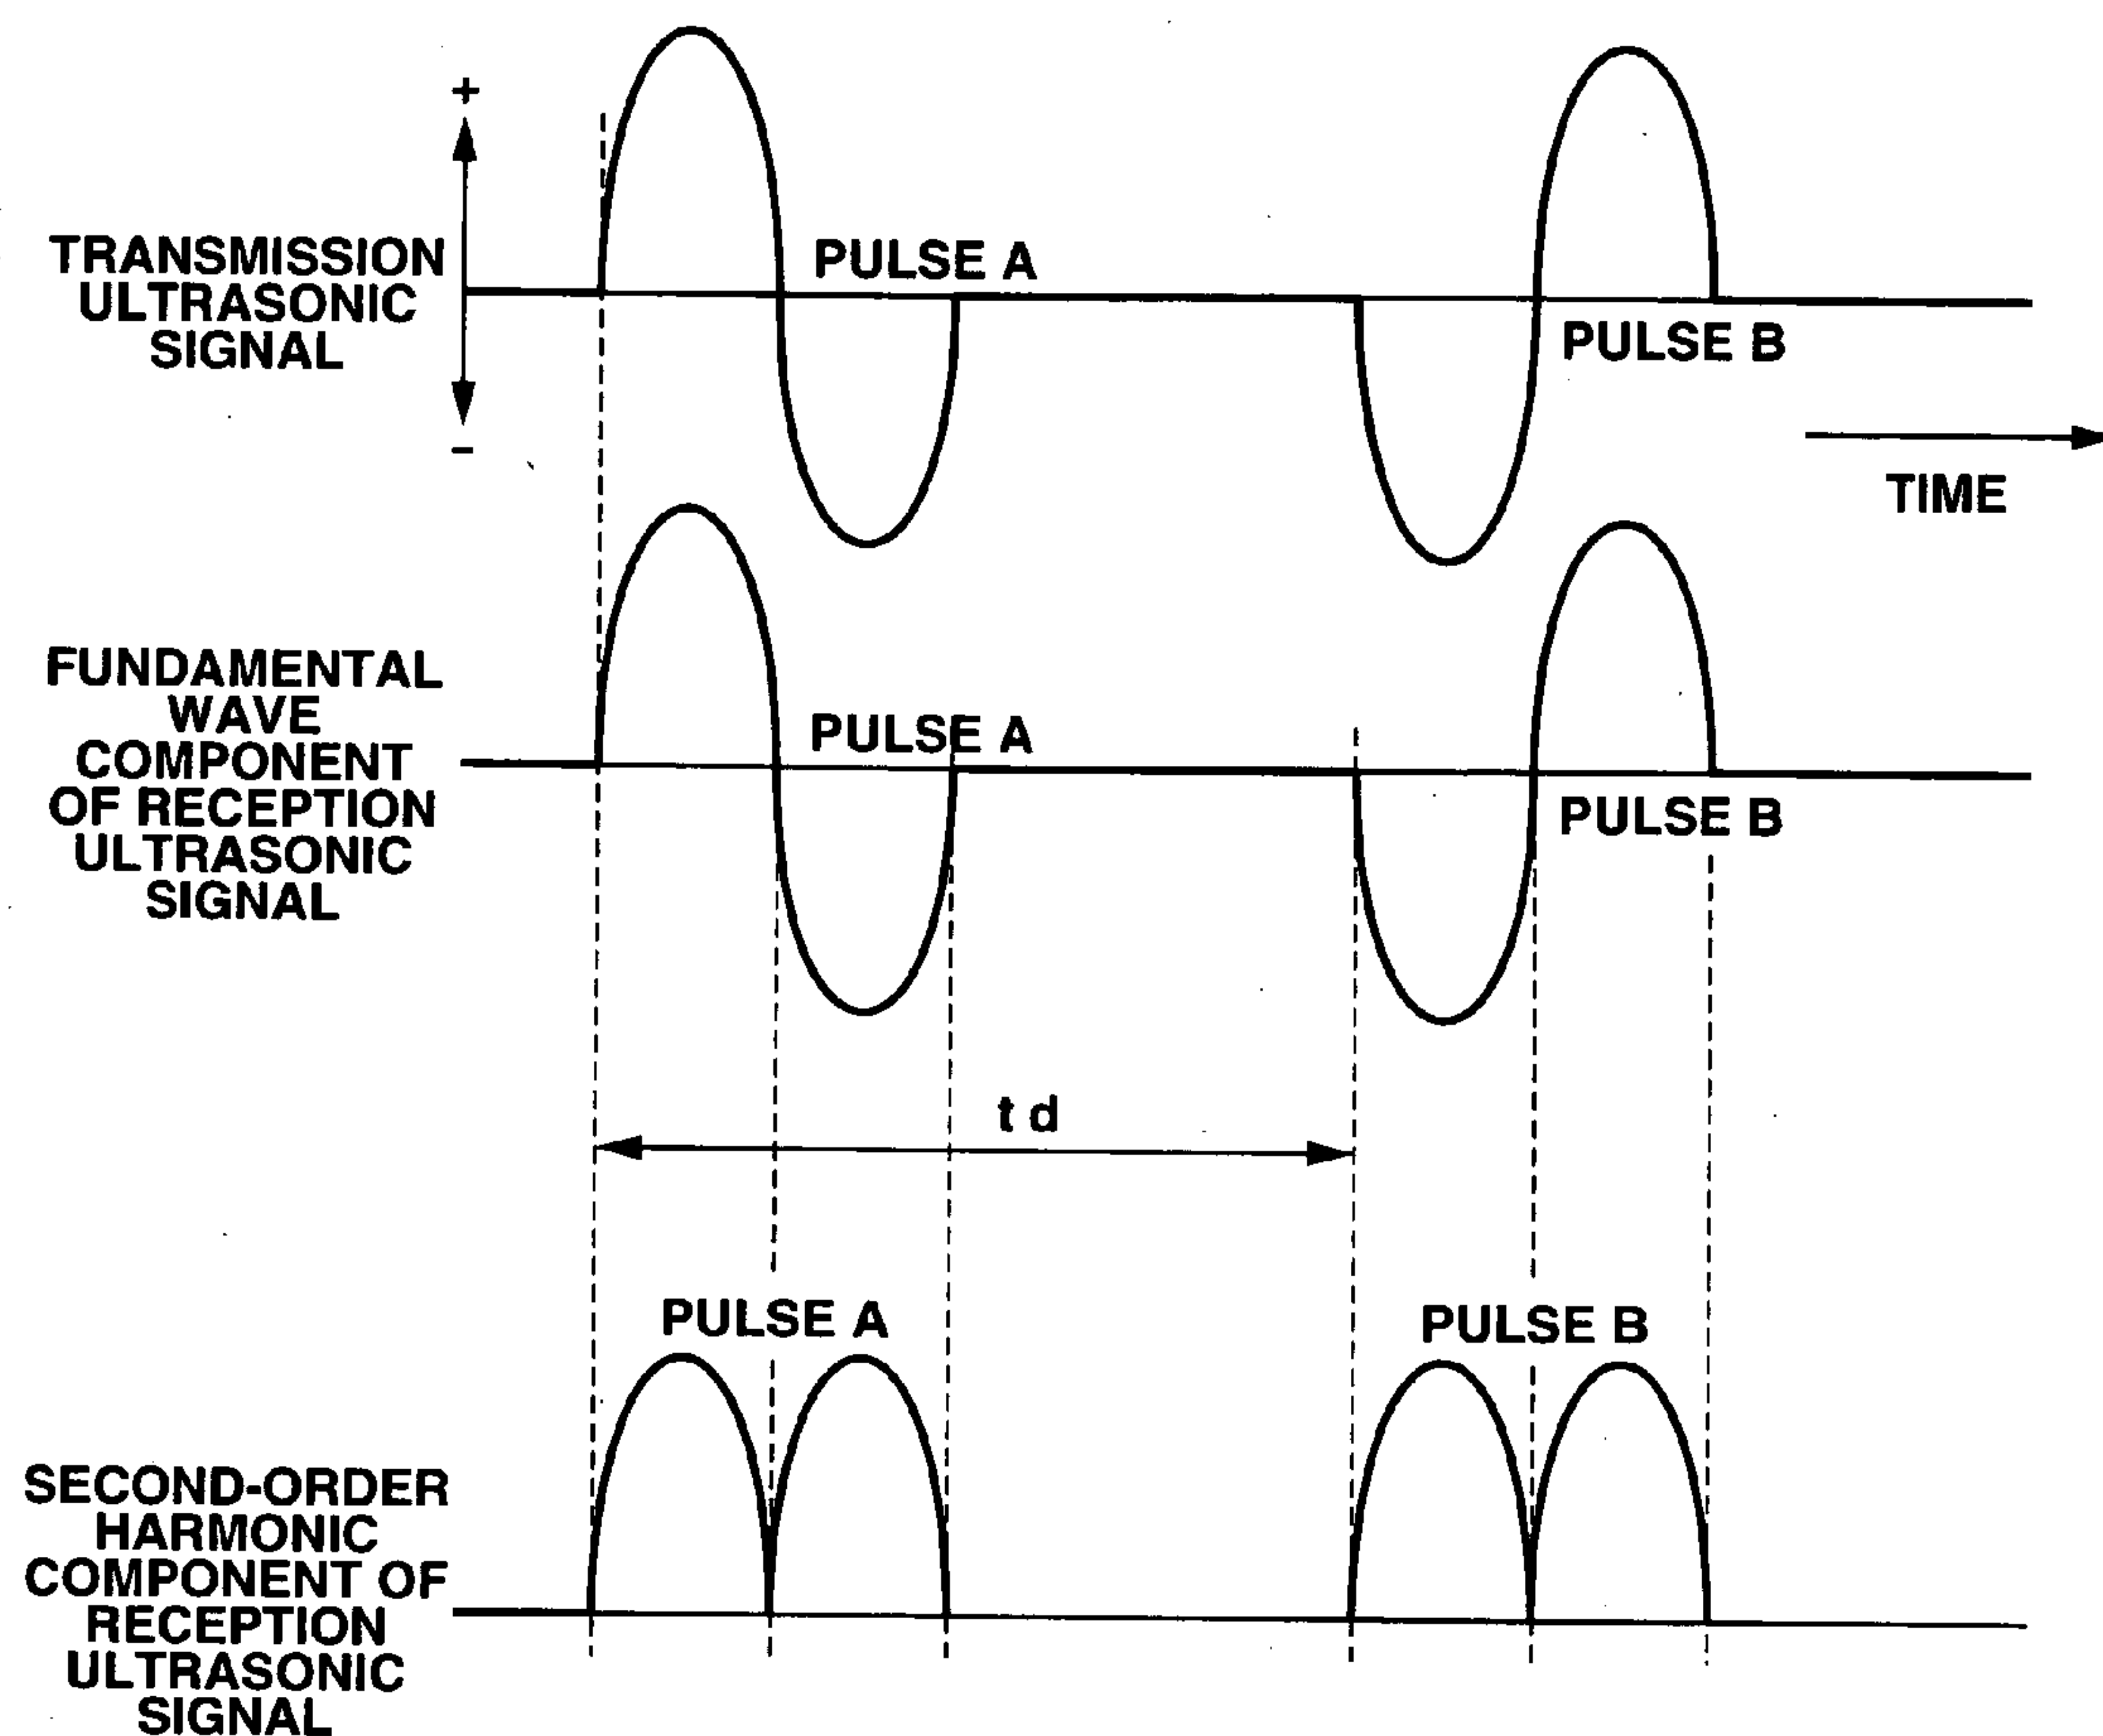 +
TRANSMISSION
ULTRASONIC
SIGNAL
PULSE A
PULSE B
-
TIME
FUNDAMENTAL
WAVE
COMPONENT
OF RECEPTION
ULTRASONIC
SIGNAL
PULSE A
PULSE B
t d
PULSE A
PULSE B
SECOND-ORDER
HARMONIC
COMPONENT OF
RECEPTION
ULTRASONIC
SIGNAL